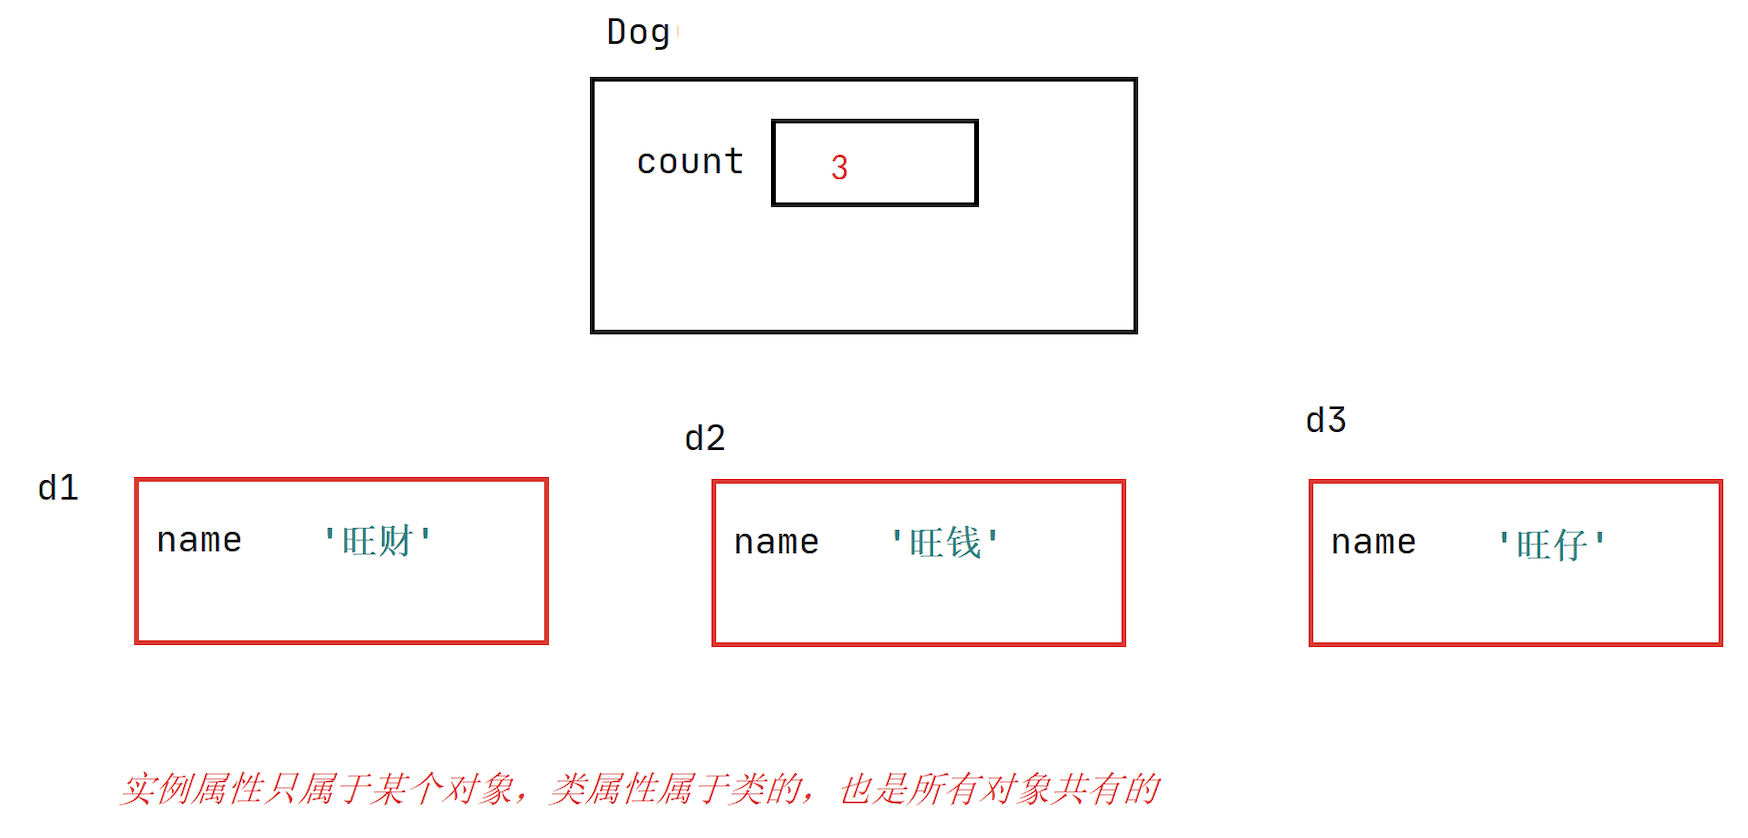 Dog
count 3
d1
name '旺财'
d2
name '旺钱'
d3
name '旺仔'
实例属性只属于某个对象，类属性属于类的，也是所有对象共有的